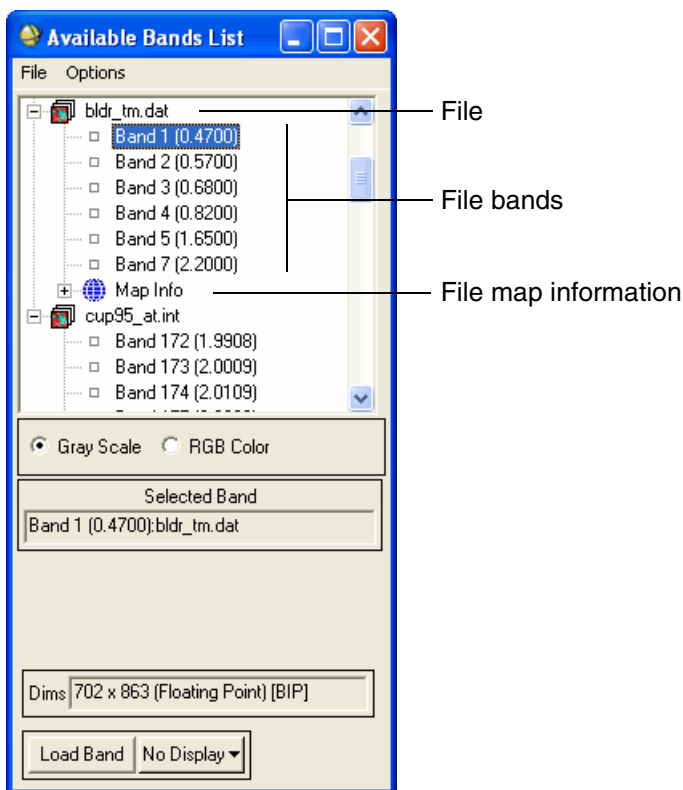 Available Bands List
File Options
bldr_tm.dat
File
Band 1 (0.4700)
Band 2 (0.5700)
Band 3 (0.6800)
File bands
Band 4 (0.8200)
Band 5 (1.6500)
Band 7 (2.2000)
Map Info
File map information
cup95_at.int
Band 172 (1.9908)
Band 173 (2.0009)
Band 174 (2.0109)
Gray Scale RGB Color
Selected Band
Band 1 (0.4700):bldr_tm.dat
Dims 702 x 863 (Floating Point) [BIP]
Load Band No Display